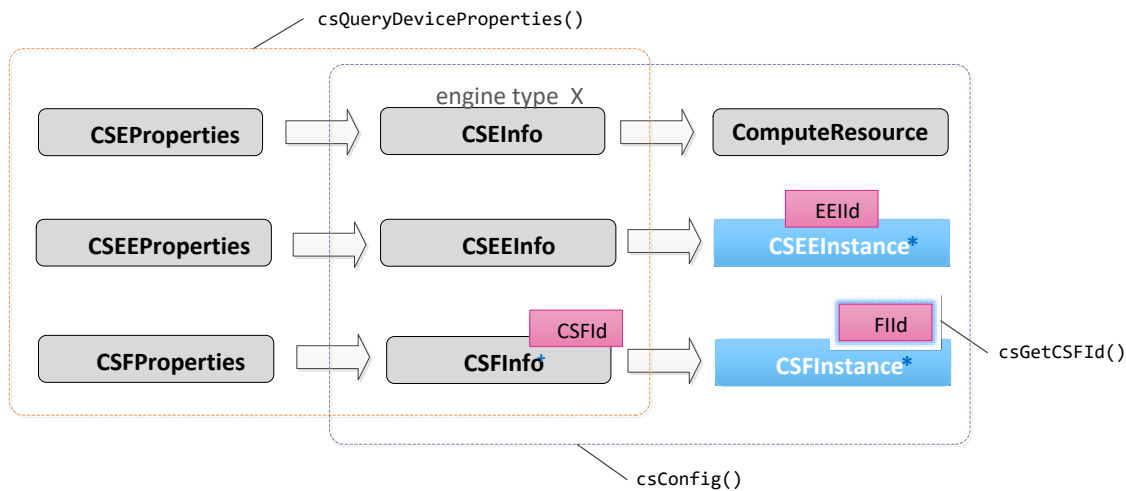 csQueryDeviceProperties()
engine type X
CSEProperties
CSEInfo
ComputeResource
EEIId
CSEEProperties
CSEEInfo
CSEEInstance*
CSFId
FIId
CSFProperties
CSFInfo+
CSFInstance*
csGetCSFId()
csConfig()